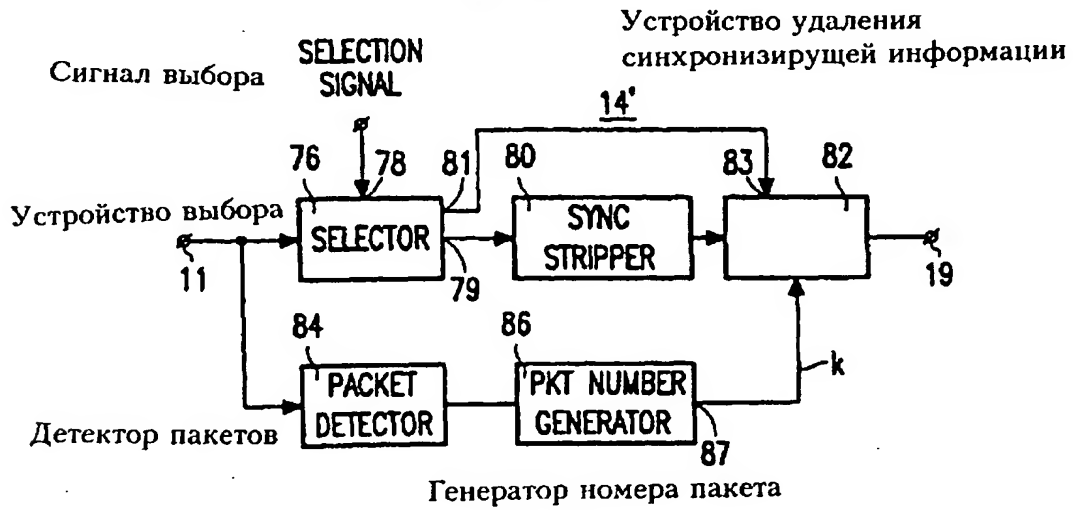 Устройство удаления
синхронизирущей информации
Сигнал выбора
SELECTION
SIGNAL
14'
76
78
81
80
83
82
Устройство выбора
SELECTOR
SYNC
STRIPPER
11
79
19
84
86
k
PACKET
DETECTOR
PKT NUMBER
GENERATOR
87
Детектор пакетов
Генератор номера пакета